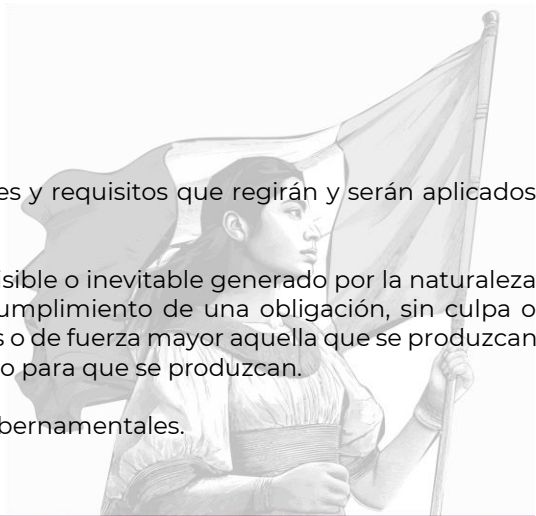 es y requisitos que regirán y serán aplicados
isible o inevitable generado por la naturaleza
umplimiento de una obligación, sin culpa o
s o de fuerza mayor aquella que se produzcan
o para que se produzcan.
bernamentales.